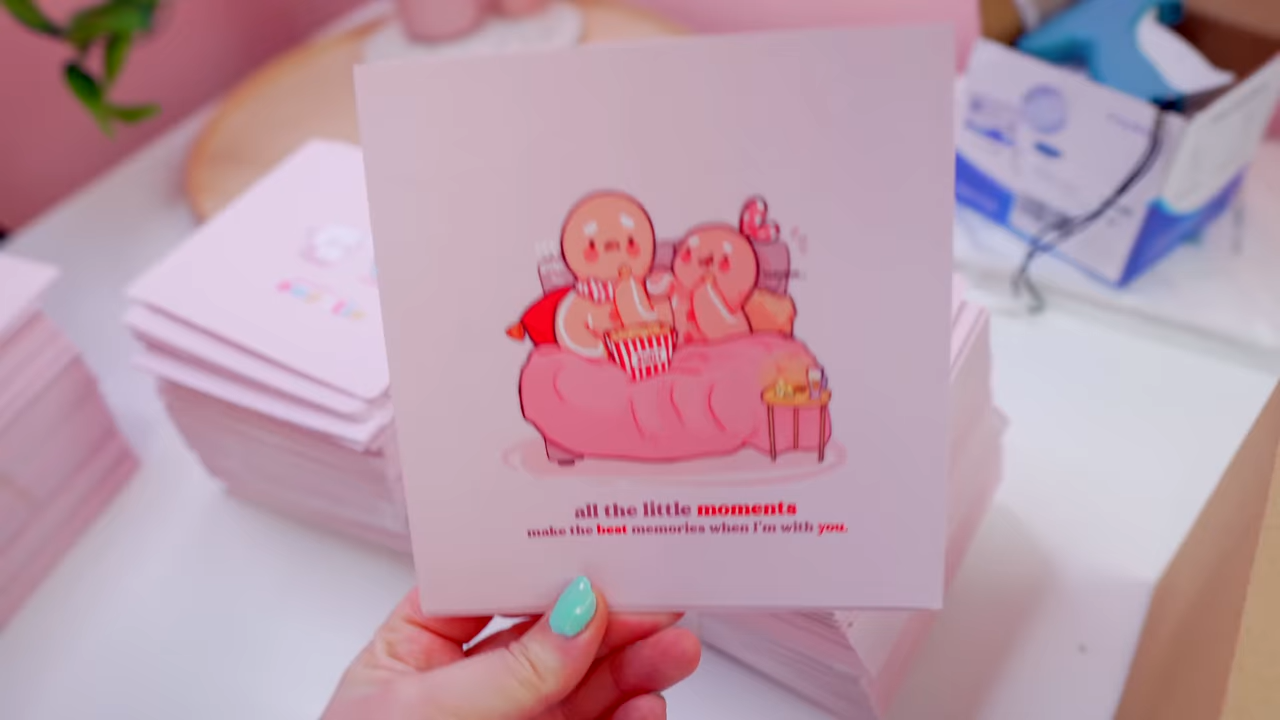 all the little moments
make the best memories when I'm with you.